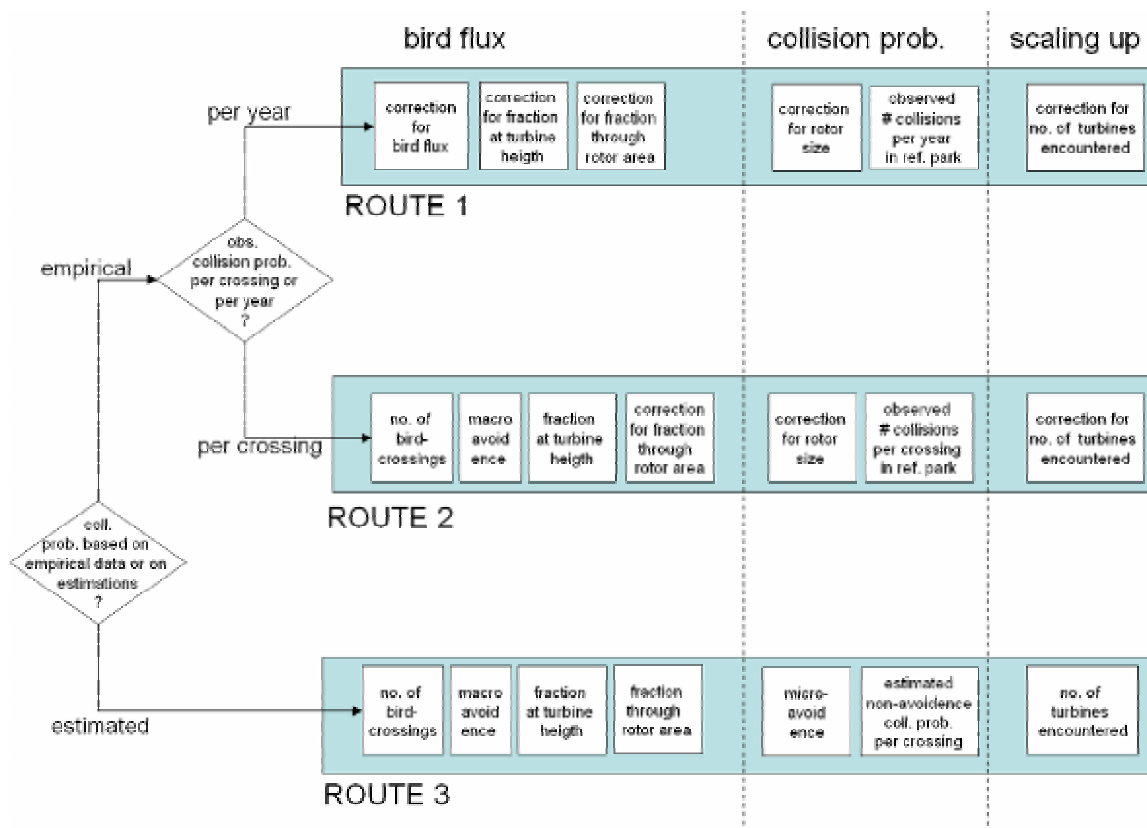 bird flux
collision prob.
scaling up
per year
correction
for
bird flux
correction
for fraction
at turbine
heigth
correction
for fraction
through
rotor area
correction
for rotor
size
observed
# collisions
per year
in ref. park
correction for
no. of turbines
encountered
ROUTE 1
empirical
obs.
collision prob.
per crossing or
per year
?
per crossing
no. of
bird-
crossings
macro
avoid
ence
fraction
at turbine
heigth
correction
for fraction
through
rotor area
correction
for rotor
size
observed
# collisions
per crossing
in ref. park
correction for
no. of turbines
encountered
ROUTE 2
coll.
prob. based on
empirical data or on
estimations
?
estimated
no. of
bird-
crossings
macro
avoid
ence
fraction
at turbine
heigth
fraction
through
rotor area
micro-
avoid
ence
estimated
non-avoidence
coll. prob.
per crossing
no. of
turbines
encountered
ROUTE 3